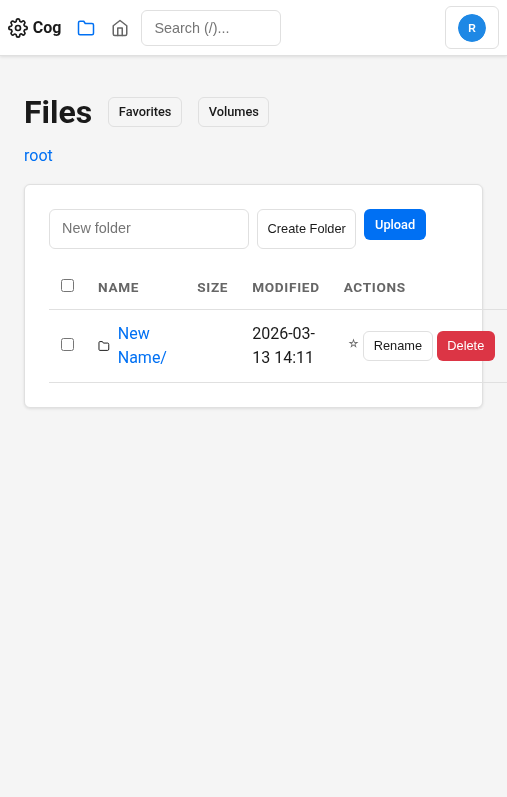 Cog
Search (/)...
R
Files
Favorites
Volumes
root
New folder
Create Folder
Upload
NAME SIZE MODIFIED ACTIONS
New
Name/
2026-03-
13 14:11
☆ Rename Delete